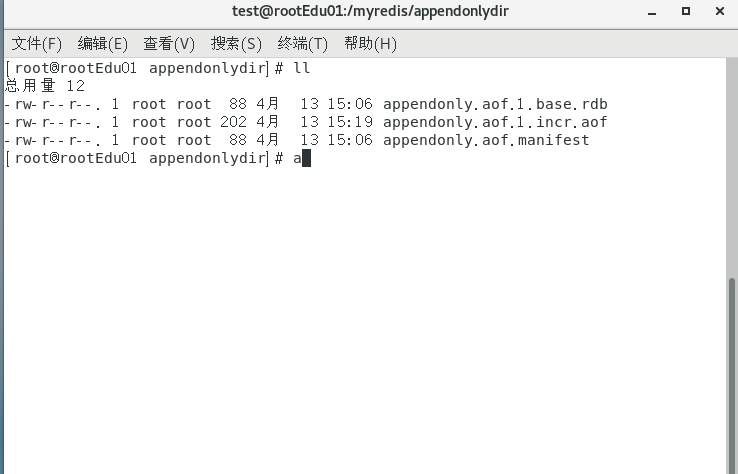 test@rootEdu01:/myredis/appendonlydir
文件(F) 编辑(E) 查看(V) 搜索(S) 终端(T) 帮助(H)
[root@rootEdu01 appendonlydir]# ll
总用量 12
-rw-r--r--. 1 root root  88 4月  13 15:06 appendonly.aof.1.base.rdb
-rw-r--r--. 1 root root 202 4月  13 15:19 appendonly.aof.1.incr.aof
-rw-r--r--. 1 root root  88 4月  13 15:06 appendonly.aof.manifest
[root@rootEdu01 appendonlydir]# a